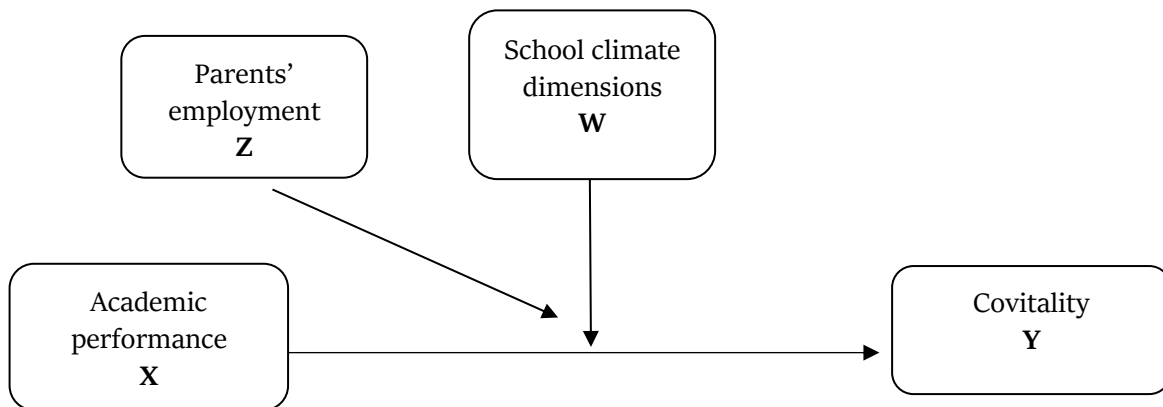 Parents’
employment
Z
School climate
dimensions
W
Academic
performance
X
Covitality
Y